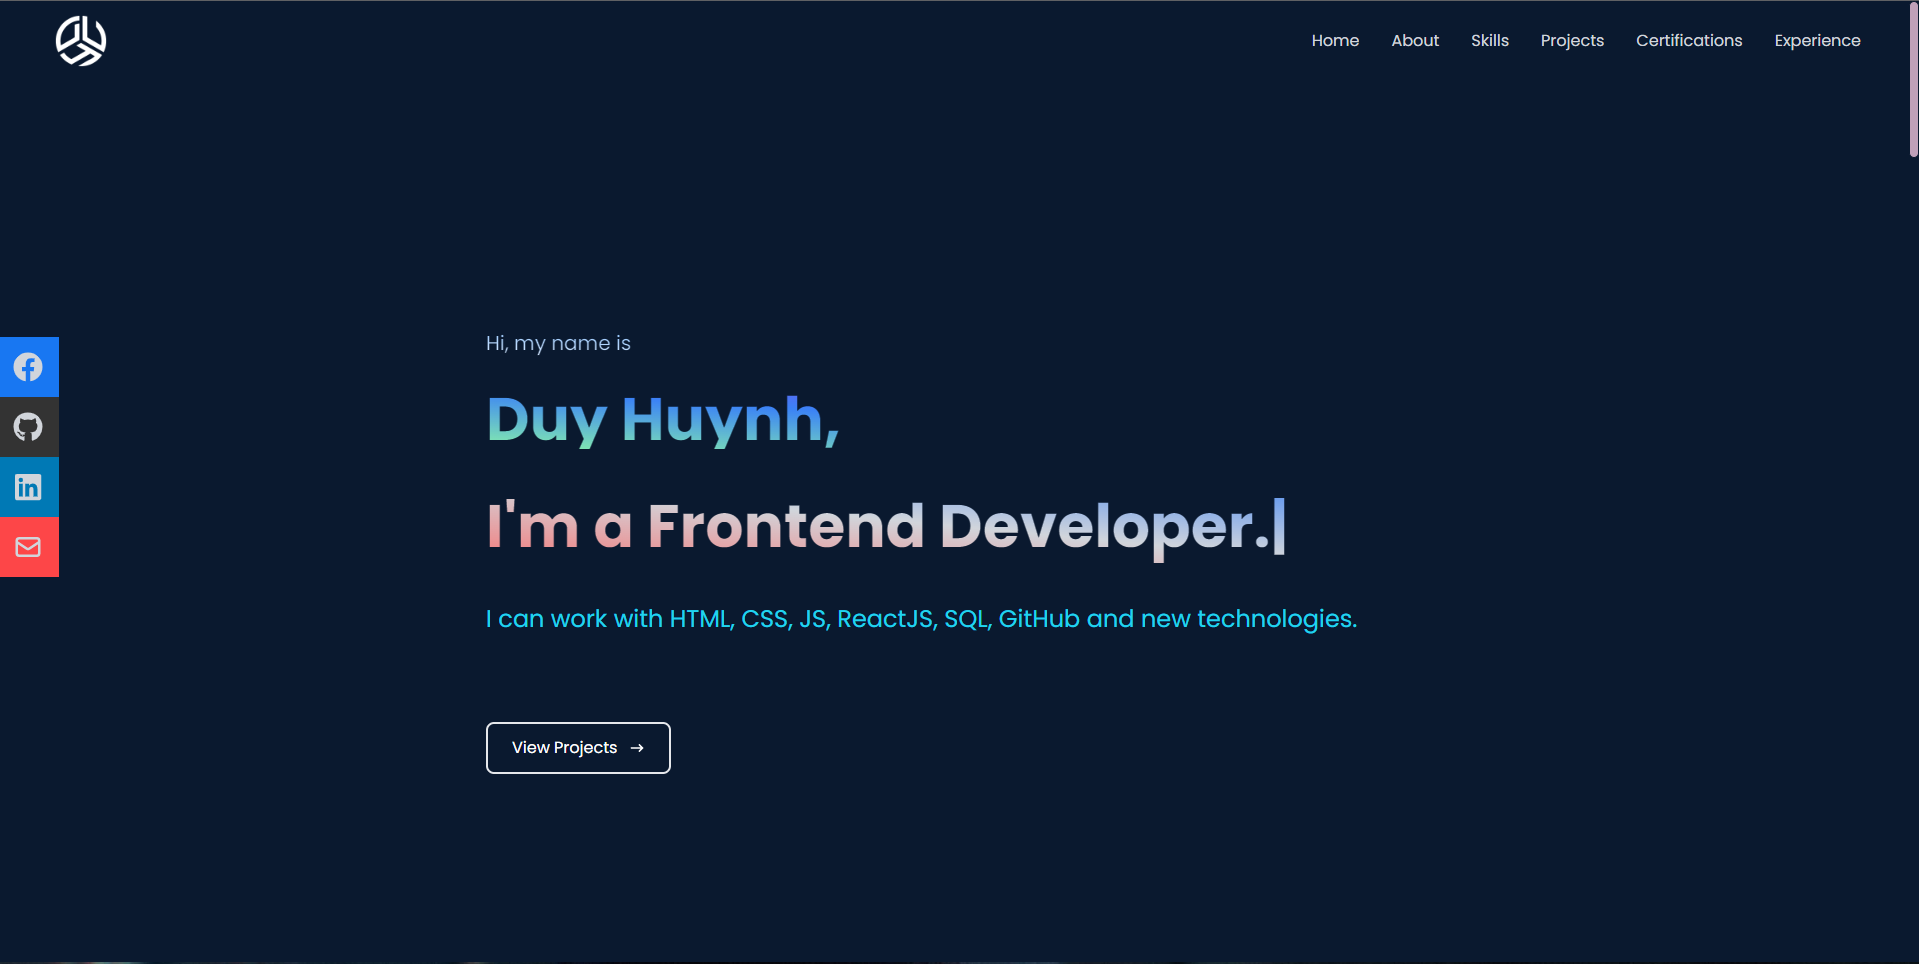 Home About Skills Projects Certifications Experience
Hi, my name is
Duy Huynh,
I'm a Frontend Developer.|
I can work with HTML, CSS, JS, ReactJS, SQL, GitHub and new technologies.
View Projects →